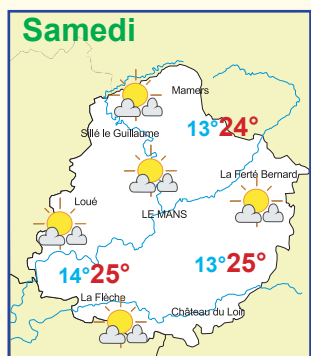 Samedi
Mamers
13° 24°
Sillé le Guillaume
La Ferté Bernard
Loué
LE MANS
14° 25°
13° 25°
La Flèche
Château du Loir